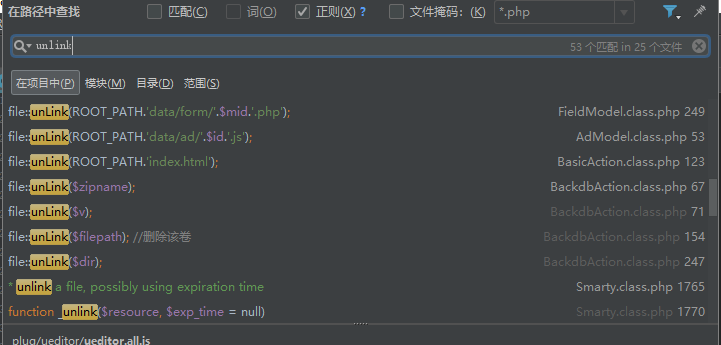 在路径中查找 匹配(C) 词(O) 正则(X) ? 文件掩码：(K) *.php
unlink 53 个匹配 in 25 个文件
在项目中(P) 模块(M) 目录(D) 范围(S)
file::unLink(ROOT_PATH.'data/form/'.$mid.'.php'); FieldModel.class.php 249
file::unLink(ROOT_PATH.'data/ad/'.$id.'.js'); AdModel.class.php 53
file::unLink(ROOT_PATH.'index.html'); BasicAction.class.php 123
file::unLink($zipname); BackdbAction.class.php 67
file::unLink($v); BackdbAction.class.php 71
file::unLink($filepath); //删除该卷 BackdbAction.class.php 154
file::unLink($dir); BackdbAction.class.php 247
* unlink a file, possibly using expiration time Smarty.class.php 1765
function _unlink($resource, $exp_time = null) Smarty.class.php 1770
plug/ueditor/ueditor.all.js